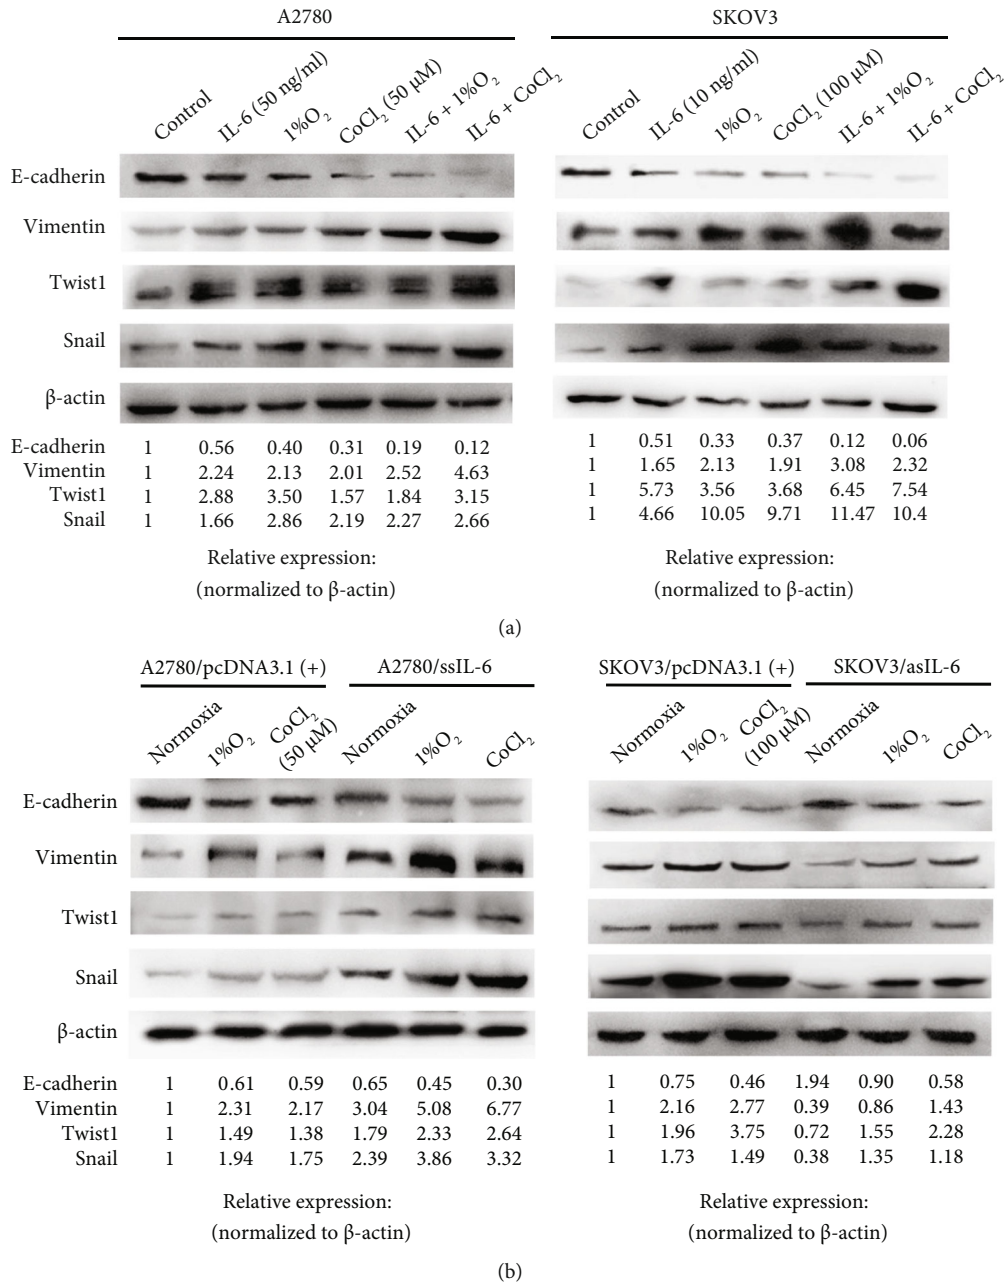 A2780 SKOV3
Control IL-6 (50 ng/ml) 1%O₂ CoCl₂ (50 μM) IL-6 + 1%O₂ IL-6 + CoCl₂ Control IL-6 (10 ng/ml) 1%O₂ CoCl₂ (100 μM) IL-6 + 1%O₂ IL-6 + CoCl₂
E-cadherin
Vimentin
Twist1
Snail
β-actin
E-cadherin 1 0.56 0.40 0.31 0.19 0.12 1 0.51 0.33 0.37 0.12 0.06
Vimentin 1 2.24 2.13 2.01 2.52 4.63 1 1.65 2.13 1.91 3.08 2.32
Twist1 1 2.88 3.50 1.57 1.84 3.15 1 5.73 3.56 3.68 6.45 7.54
Snail 1 1.66 2.86 2.19 2.27 2.66 1 4.66 10.05 9.71 11.47 10.4
Relative expression: Relative expression:
(normalized to β-actin) (normalized to β-actin)
(a)
A2780/pcDNA3.1 (+) A2780/ssIL-6 SKOV3/pcDNA3.1 (+) SKOV3/asIL-6
Normoxia 1%O₂ CoCl₂ (50 μM) Normoxia 1%O₂ CoCl₂ Normoxia 1%O₂ CoCl₂ (100 μM) Normoxia 1%O₂ CoCl₂
E-cadherin
Vimentin
Twist1
Snail
β-actin
E-cadherin 1 0.61 0.59 0.65 0.45 0.30 1 0.75 0.46 1.94 0.90 0.58
Vimentin 1 2.31 2.17 3.04 5.08 6.77 1 2.16 2.77 0.39 0.86 1.43
Twist1 1 1.49 1.38 1.79 2.33 2.64 1 1.96 3.75 0.72 1.55 2.28
Snail 1 1.94 1.75 2.39 3.86 3.32 1 1.73 1.49 0.38 1.35 1.18
Relative expression: Relative expression:
(normalized to β-actin) (normalized to β-actin)
(b)